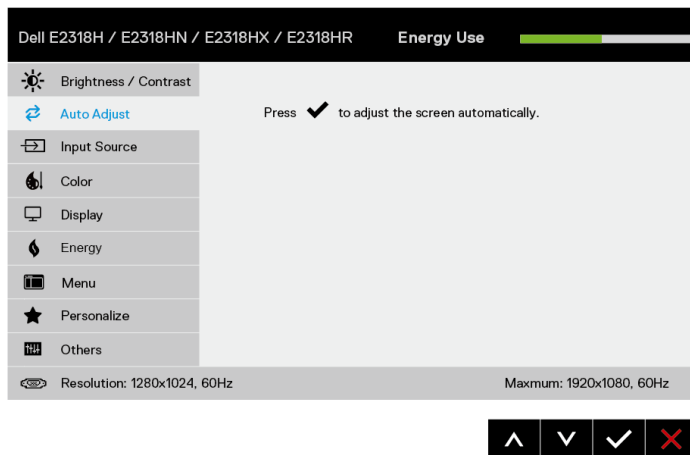 Dell E2318H / E2318HN / E2318HX / E2318HR Energy Use
Brightness / Contrast
Auto Adjust
Press ✔ to adjust the screen automatically.
Input Source
Color
Display
Energy
Menu
Personalize
Others
Resolution: 1280x1024, 60Hz Maxmum: 1920x1080, 60Hz